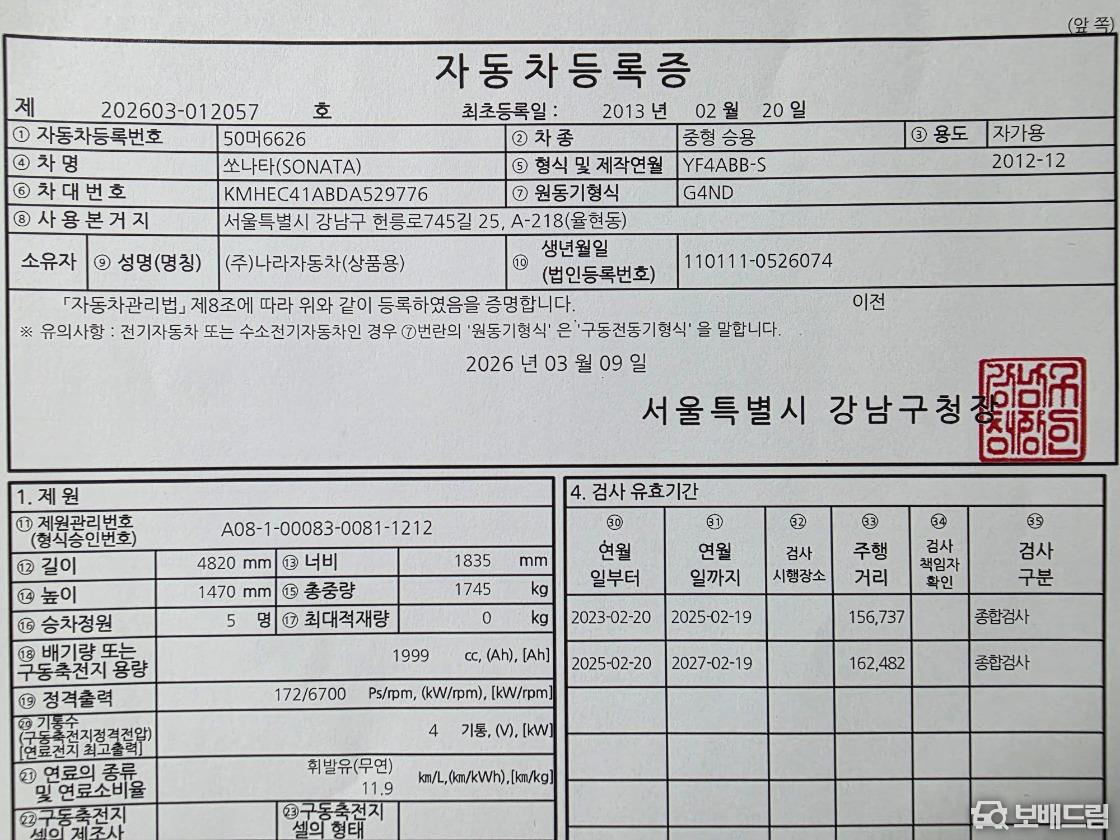 (앞 쪽)
자동차등록증
제 202603-012057 호 최초등록일 : 2013 년 02 월 20 일
① 자동차등록번호 50머6626 ② 차 종 중형 승용 ③ 용도 자가용
④ 차 명 쏘나타(SONATA) ⑤ 형식 및 제작연월 YF4ABB-S 2012-12
⑥ 차 대 번 호 KMHEC41ABDA529776 ⑦ 원동기형식 G4ND
⑧ 사 용 본 거 지 서울특별시 강남구 헌릉로745길 25, A-218(율현동)
소유자 ⑨ 성명(명칭) (주)나라자동차(상품용) ⑩ 생년월일
(법인등록번호) 110111-0526074
「자동차관리법」 제8조에 따라 위와 같이 등록하였음을 증명합니다. 이전
※ 유의사항 : 전기자동차 또는 수소전기자동차인 경우 ⑦번란의 '원동기형식' 은 '구동전동기형식' 을 말합니다.
2026 년 03 월 09 일
서울특별시 강남구청장
1. 제 원
⑪ 제원관리번호
(형식승인번호) A08-1-00083-0081-1212
⑫ 길이 4820 mm ⑬ 너비 1835 mm
⑭ 높이 1470 mm ⑮ 총중량 1745 kg
⑯ 승차정원 5 명 ⑰ 최대적재량 0 kg
⑱ 배기량 또는
구동축전지 용량 1999 cc, (Ah), [Ah]
⑲ 정격출력 172/6700 Ps/rpm, (kW/rpm), [kW/rpm]
⑳ 기통수
(구동축전지정격전압)
[연료전지 최고출력] 4 기통, (V), [kW]
㉑ 연료의 종류
및 연료소비율 휘발유(무연)
11.9 km/L,(km/kWh),[km/kg]
㉒구동축전지
셀의 제조사 ㉓구동축전지
셀의 형태
4. 검사 유효기간
㉚ ㉛ ㉜ ㉝ ㉞ ㉟
연월
일부터 연월
일까지 검사
시행장소 주행
거리 검사
책임자
확인 검사
구분
2023-02-20 2025-02-19 156,737 종합검사
2025-02-20 2027-02-19 162,482 종합검사
보배드림